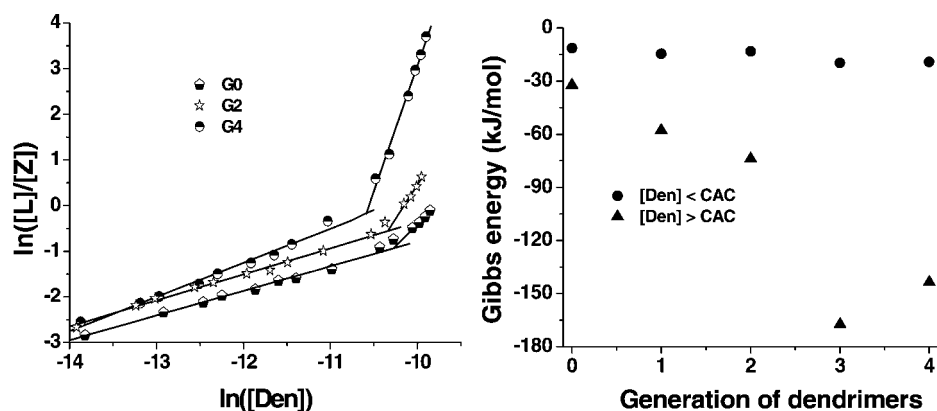 4
3
2
1
0
-1
-2
-3
-14
-13
-12
-11
-10
ln([L]/[Z])
ln([Den])
G0
G2
G4
0
-30
-60
-90
-120
-150
-180
0
1
2
3
4
Gibbs energy (kJ/mol)
Generation of dendrimers
[Den] < CAC
[Den] > CAC